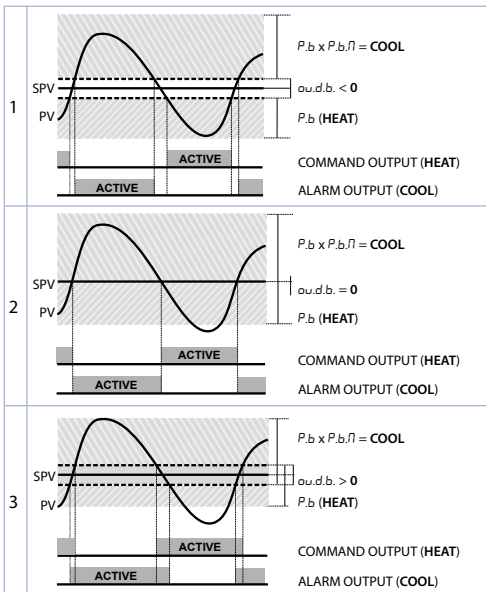 1
P.b x P.b.П = COOL
SPV
ou.d.b. < 0
PV
P.b (HEAT)
ACTIVE
COMMAND OUTPUT (HEAT)
ACTIVE
ALARM OUTPUT (COOL)
2
P.b x P.b.П = COOL
SPV
ou.d.b. = 0
PV
P.b (HEAT)
ACTIVE
COMMAND OUTPUT (HEAT)
ACTIVE
ALARM OUTPUT (COOL)
3
P.b x P.b.П = COOL
SPV
ou.d.b. > 0
PV
P.b (HEAT)
ACTIVE
COMMAND OUTPUT (HEAT)
ACTIVE
ALARM OUTPUT (COOL)